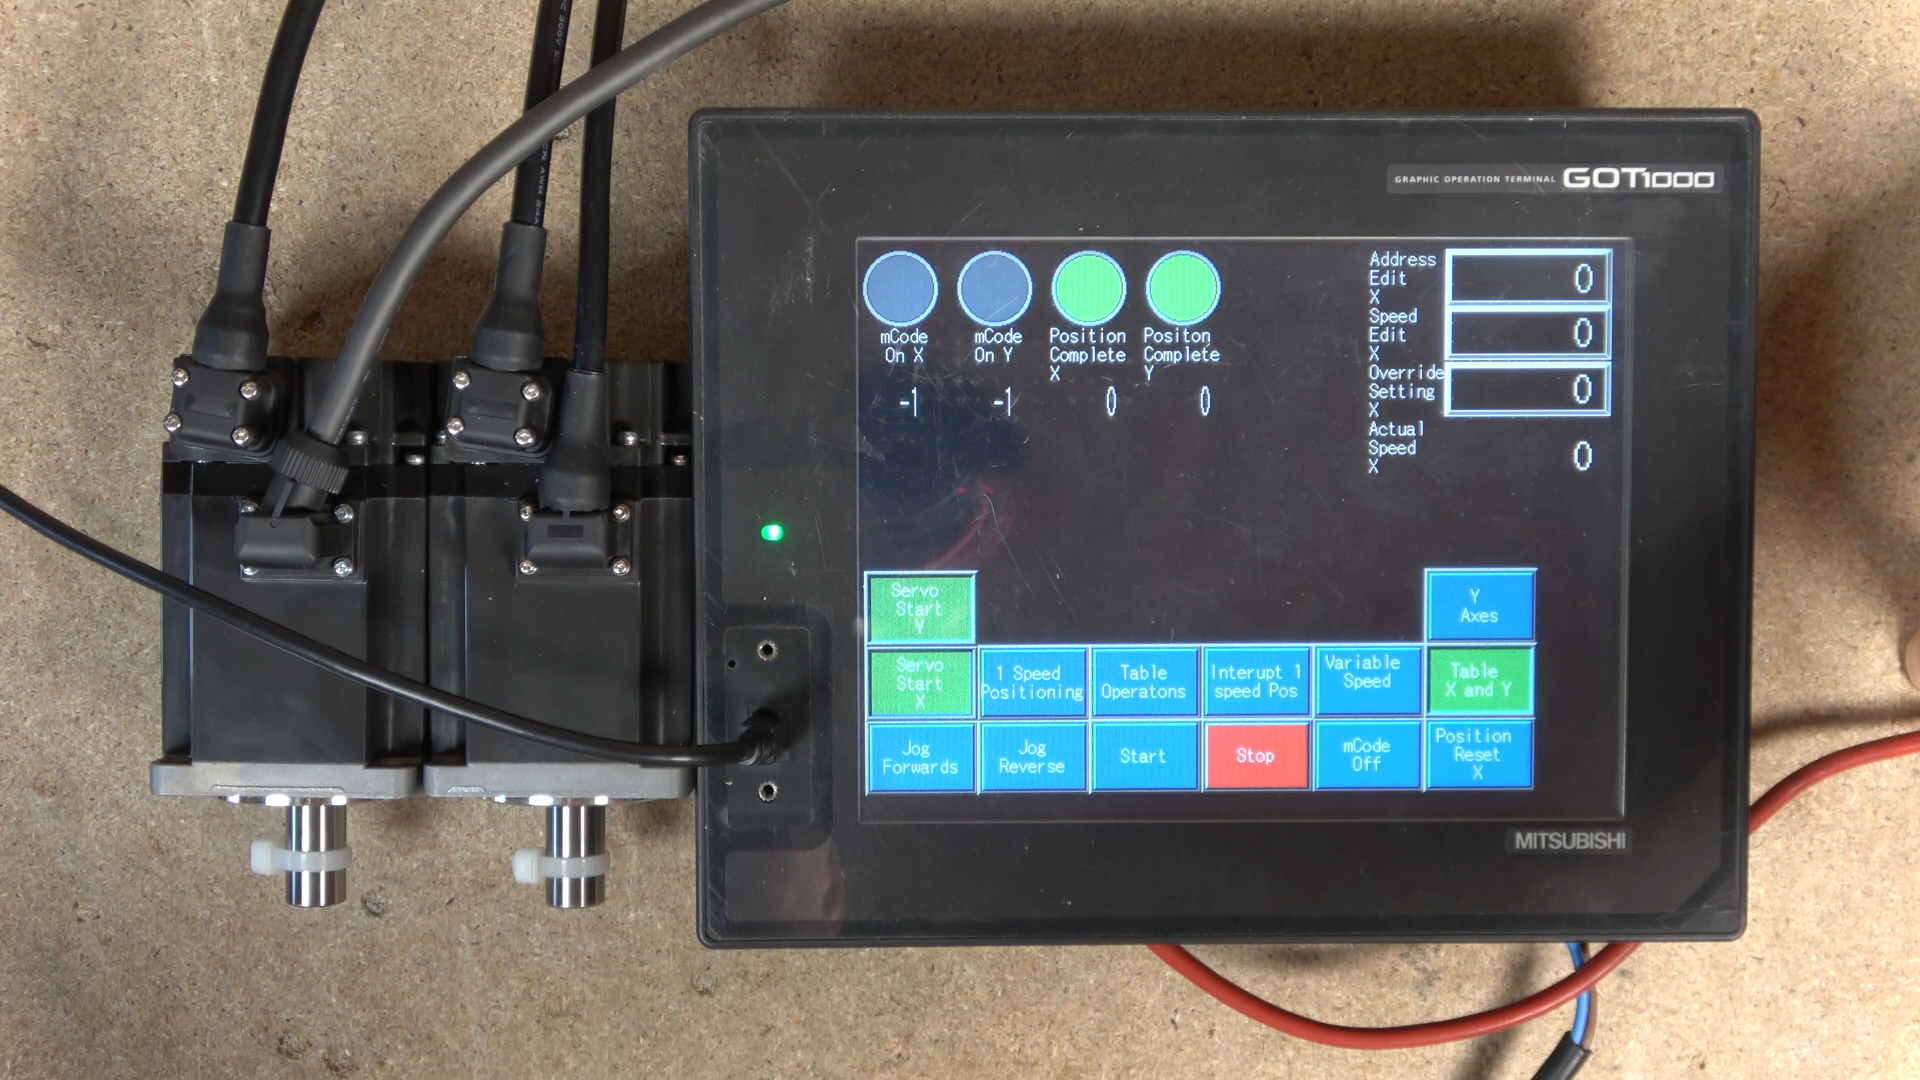 GRAPHIC OPERATION TERMINAL GOT1000
mCode
On X
-1
mCode
On Y
-1
Position
Complete
X
0
Positon
Complete
Y
0
Address
Edit
X
0
Speed
Edit
X
0
Override
Setting
X
0
Actual
Speed
X
0
Servo
Start
Y
Y
Axes
Servo
Start
X
1 Speed
Positioning
Table
Operatons
Interupt 1
speed Pos
Variable
Speed
Table
X and Y
Jog
Forwards
Jog
Reverse
Start
Stop
mCode
Off
Position
Reset
X
MITSUBISHI
AWM